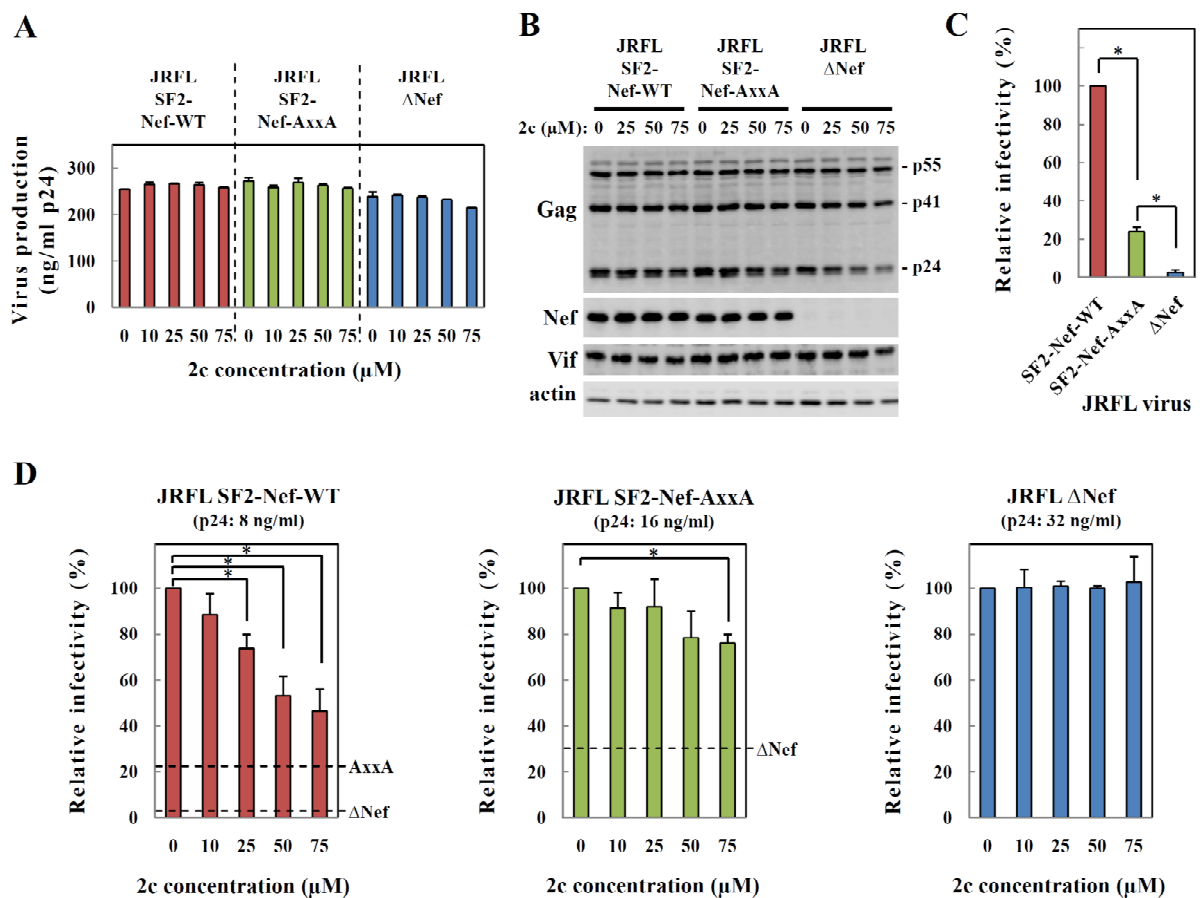 A
JRFL SF2- Nef-WT
JRFL SF2- Nef-AxxA
JRFL ΔNef
Virus production (ng/ml p24)
300
200
100
0
0 10 25 50 75 0 10 25 50 75 0 10 25 50 75
2c concentration (μM)
B
JRFL SF2- Nef-WT
JRFL SF2- Nef-AxxA
JRFL ΔNef
2c (μM): 0 25 50 75 0 25 50 75 0 25 50 75
Gag
- p55
- p41
- p24
Nef
Vif
actin
C
Relative infectivity (%)
100
80
60
40
20
0
*
*
SF2-Nef-WT
SF2-Nef-AxxA
ΔNef
JRFL virus
D
JRFL SF2-Nef-WT
(p24: 8 ng/ml)
Relative infectivity (%)
100
80
60
40
20
0
*
*
*
AxxA
ΔNef
0 10 25 50 75
2c concentration (μM)
JRFL SF2-Nef-AxxA
(p24: 16 ng/ml)
Relative infectivity (%)
100
80
60
40
20
0
*
ΔNef
0 10 25 50 75
2c concentration (μM)
JRFL ΔNef
(p24: 32 ng/ml)
Relative infectivity (%)
100
80
60
40
20
0
0 10 25 50 75
2c concentration (μM)